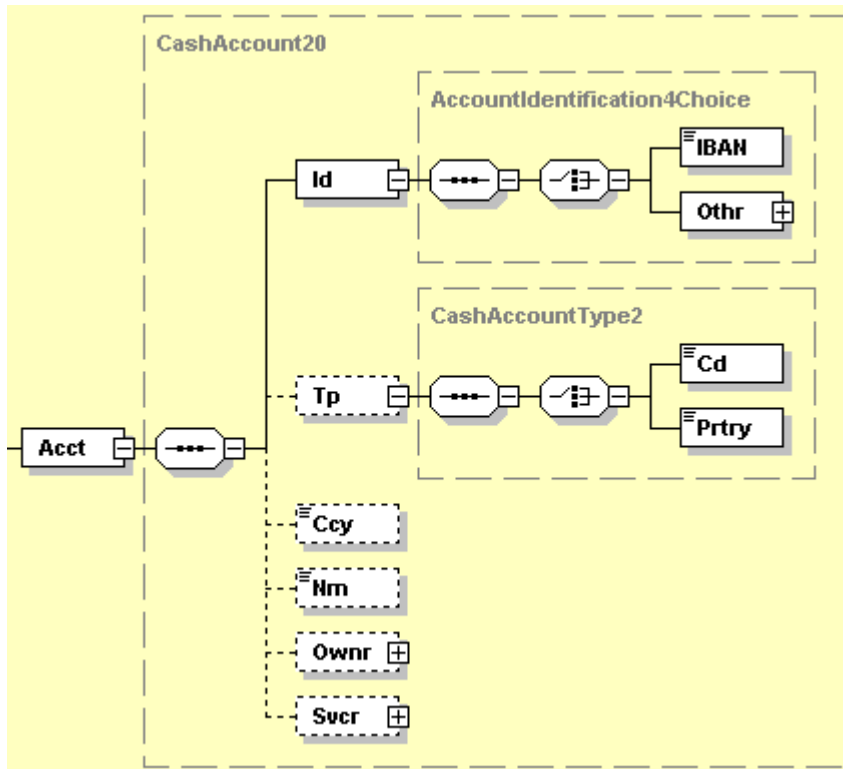 CashAccount20
AccountIdentification4Choice
IBAN
Id
Othr
CashAccountType2
Cd
Tp
Prtry
Acct
Ccy
Nm
Ownr
Svcr